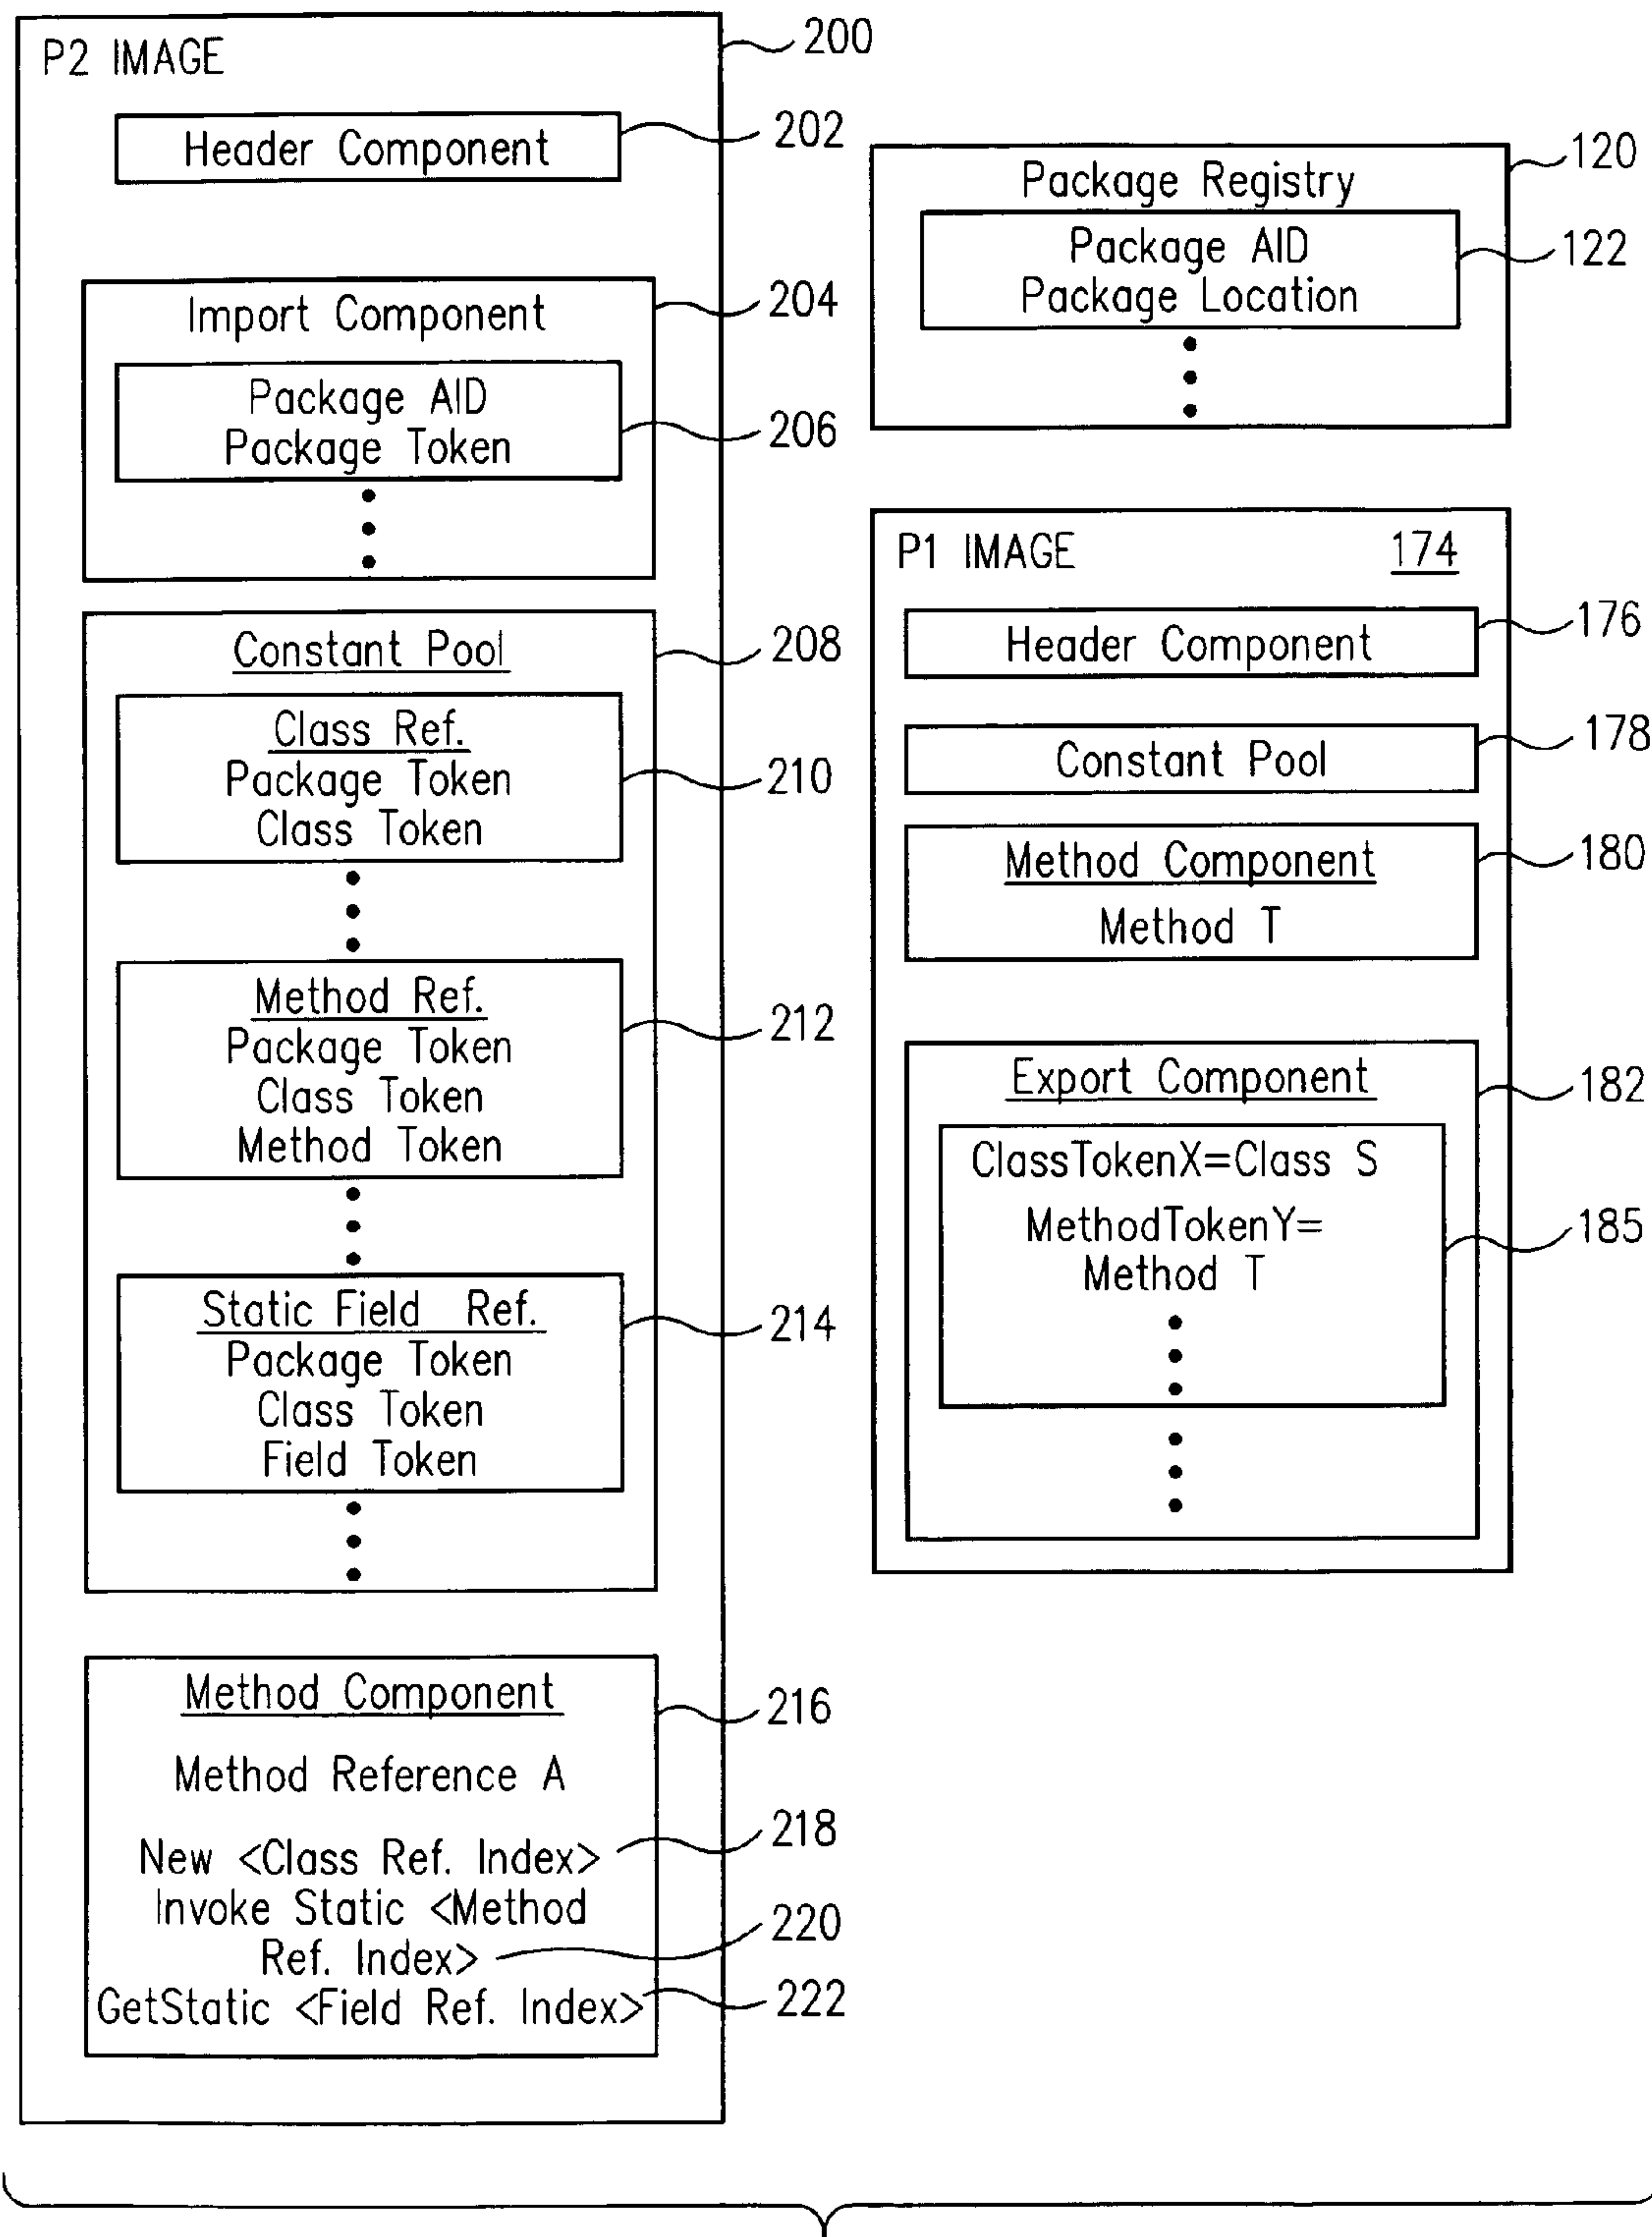 P2 IMAGE
200
Header Component
202
Import Component
204
Package AID
Package Token
206
Constant Pool
208
Class Ref.
Package Token
Class Token
210
Method Ref.
Package Token
Class Token
Method Token
212
Static Field Ref.
Package Token
Class Token
Field Token
214
Method Component
216
Method Reference A
New <Class Ref. Index>
218
Invoke Static <Method
Ref. Index>
220
GetStatic <Field Ref. Index>
222
Package Registry
120
Package AID
Package Location
122
P1 IMAGE
174
Header Component
176
Constant Pool
178
Method Component
Method T
180
Export Component
182
ClassTokenX=Class S
MethodTokenY=
Method T
185